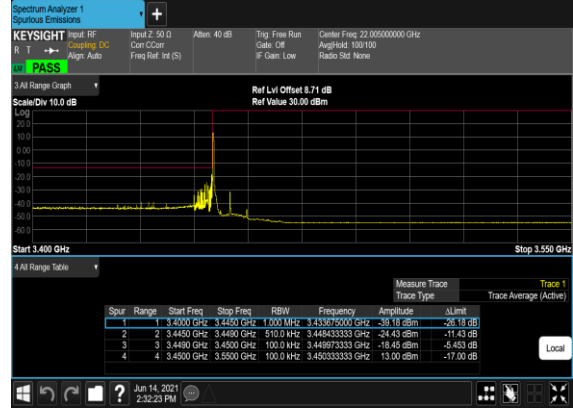 Spectrum Analyzer 1
Spurious Emissions
+
KEYSIGHT Input: RF Input Z: 50 Ω Atten: 40 dB Trig: Free Run Center Freq: 22.005000000 GHz
R T Coupling: DC Corr CCorr Gate: Off Avg|Hold: 100/100
Align: Auto Freq Ref: Int (S) IF Gain: Low Radio Std: None
PASS
3 All Range Graph
Ref Lvl Offset 8.71 dB
Scale/Div 10.0 dB Ref Value 30.00 dBm
Log
20.0
10.0
0.00
-10.0
-20.0
-30.0
-40.0
-50.0
-60.0
Start 3.400 GHz Stop 3.550 GHz
4 All Range Table
Measure Trace Trace 1
Trace Type Trace Average (Active)
Spur Range Start Freq Stop Freq RBW Frequency Amplitude ΔLimit
1 1 3.4000 GHz 3.4450 GHz 1.000 MHz 3.433675000 GHz -39.18 dBm -26.18 dB
2 2 3.4450 GHz 3.4490 GHz 510.0 kHz 3.448433333 GHz -24.43 dBm -11.43 dB
3 3 3.4490 GHz 3.4500 GHz 100.0 kHz 3.449973333 GHz -18.45 dBm -5.453 dB
4 4 3.4500 GHz 3.5500 GHz 100.0 kHz 3.450333333 GHz 13.00 dBm -17.00 dB
Local
? Jun 14, 2021
2:32:23 PM